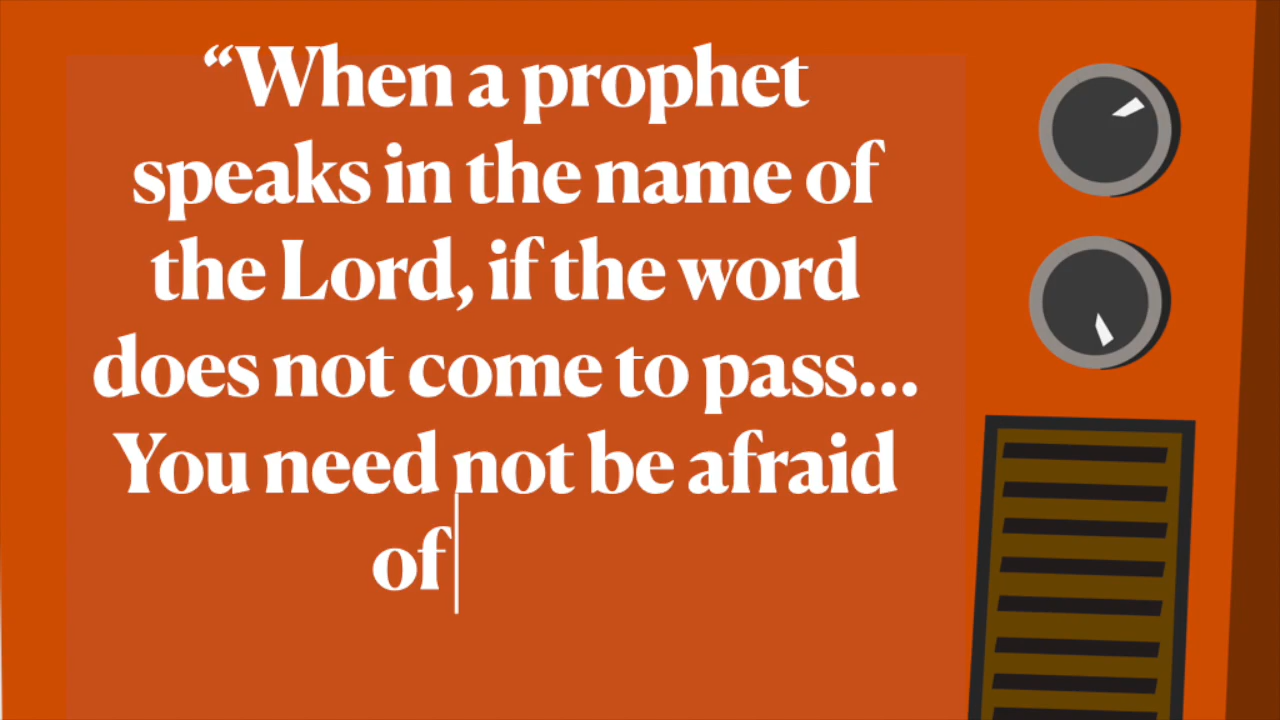 “When a prophet
speaks in the name of
the Lord, if the word
does not come to pass...
You need not be afraid
of